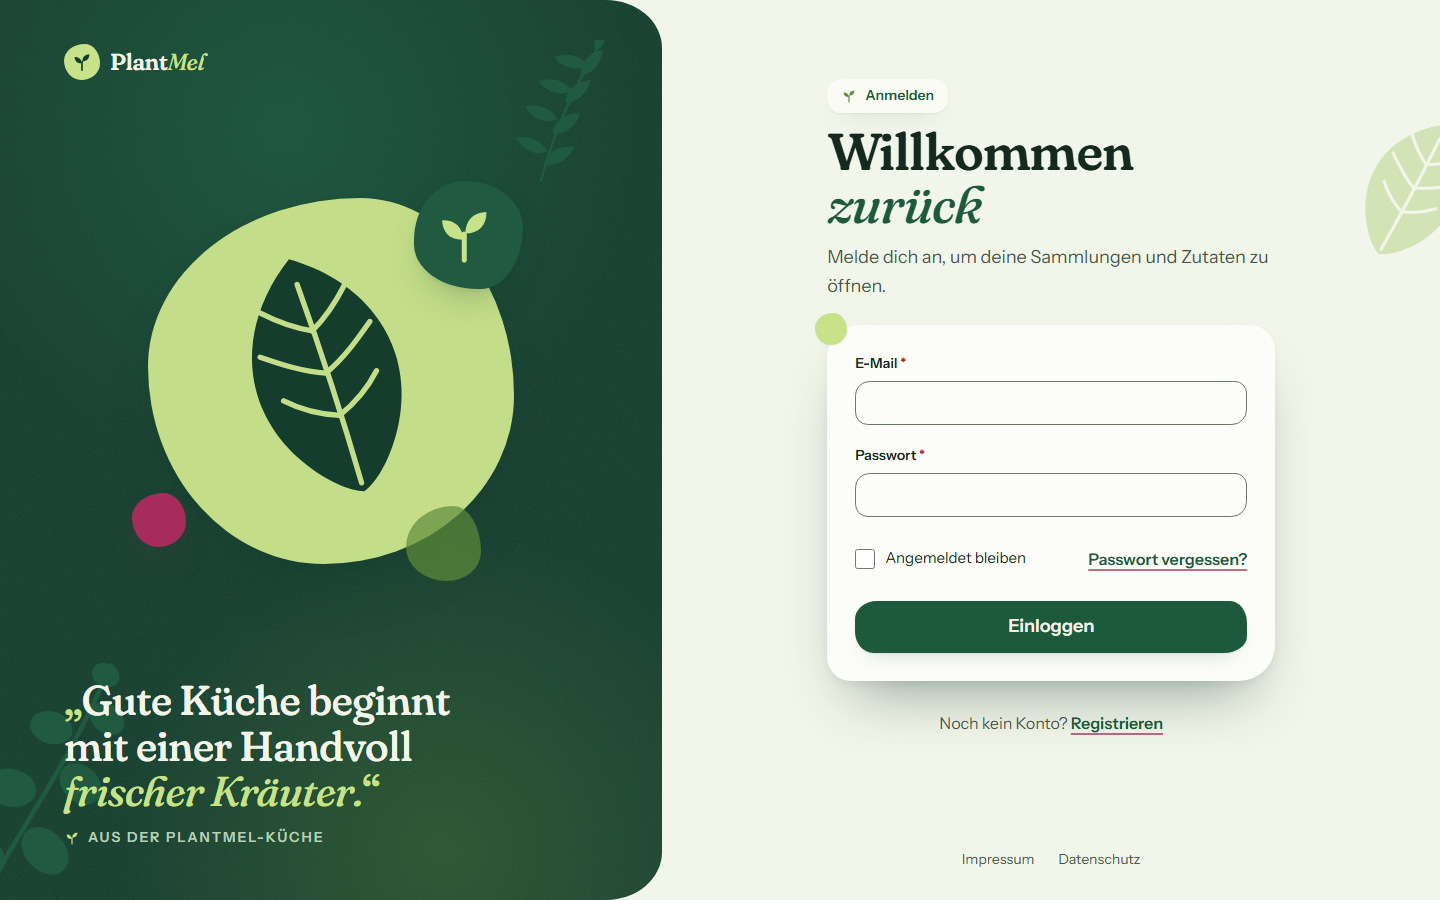 PlantMel
„Gute Küche beginnt
mit einer Handvoll
frischer Kräuter.“
AUS DER PLANTMEL-KÜCHE
Anmelden
Willkommen
zurück
Melde dich an, um deine Sammlungen und Zutaten zu
öffnen.
E-Mail *
Passwort *
Angemeldet bleiben
Passwort vergessen?
Einloggen
Noch kein Konto? Registrieren
Impressum Datenschutz